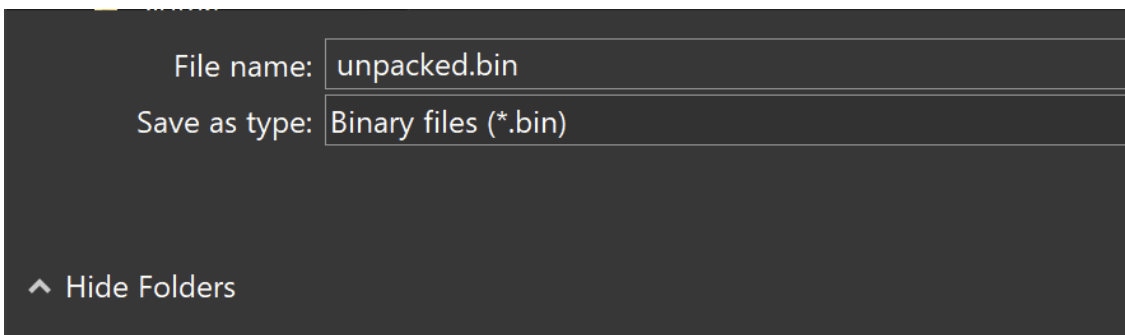 File name: unpacked.bin
Save as type: Binary files (*.bin)
Hide Folders